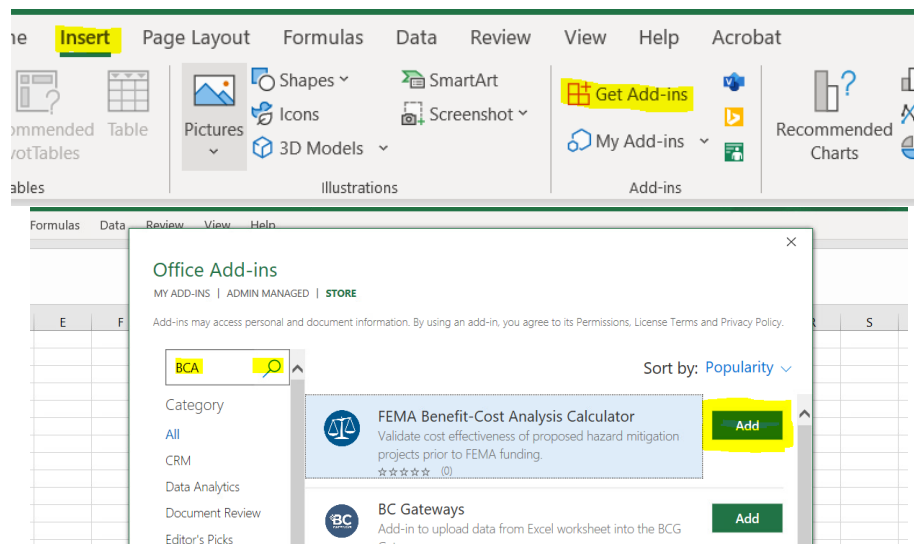 Insert Page Layout Formulas Data Review View Help Acrobat
Shapes SmartArt Get Add-ins
Icons Screenshot
Table Pictures Recommended
3D Models My Add-ins Charts
Illustrations Add-ins
Formulas Data Review View Help
Office Add-ins
MY ADD-INS | ADMIN MANAGED | STORE
Add-ins may access personal and document information. By using an add-in, you agree to its Permissions, License Terms and Privacy Policy.
E F S
BCA Sort by: Popularity
Category
FEMA Benefit-Cost Analysis Calculator
Add
All
Validate cost effectiveness of proposed hazard mitigation
projects prior to FEMA funding.
(0)
CRM
Data Analytics
Document Review
BC Gateways
BC
Add
Editor's Picks
Add-in to upload data from Excel worksheet into the BCG